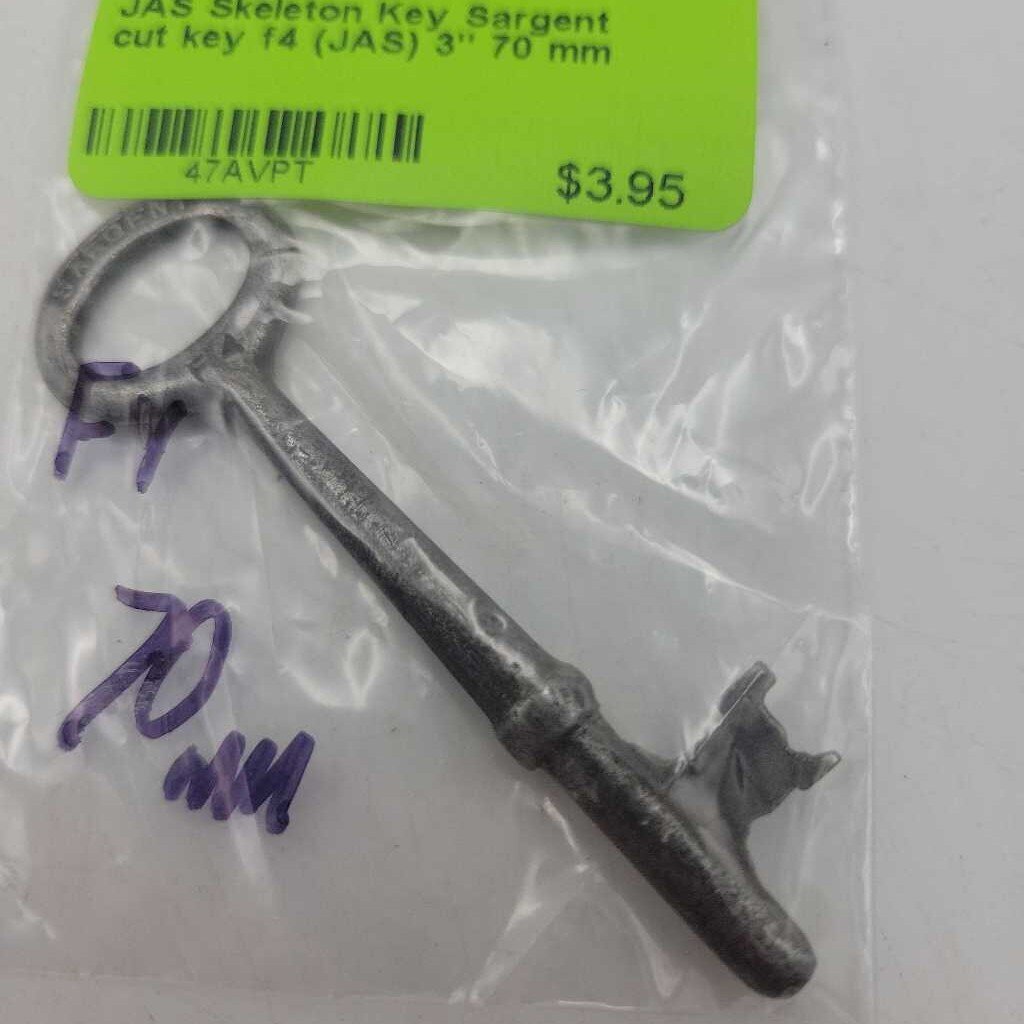 JAS Skeleton Key Sargent
cut key f4 (JAS) 3" 70 mm
47AVPT
$3.95
F4
70
mm